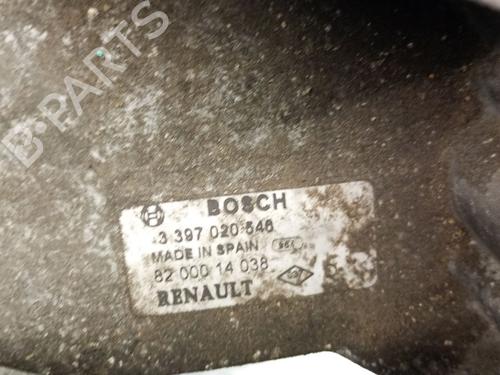 B-PARTS
BOSCH
3 397 020 546
MADE IN SPAIN
82 000 14 038
RENAULT